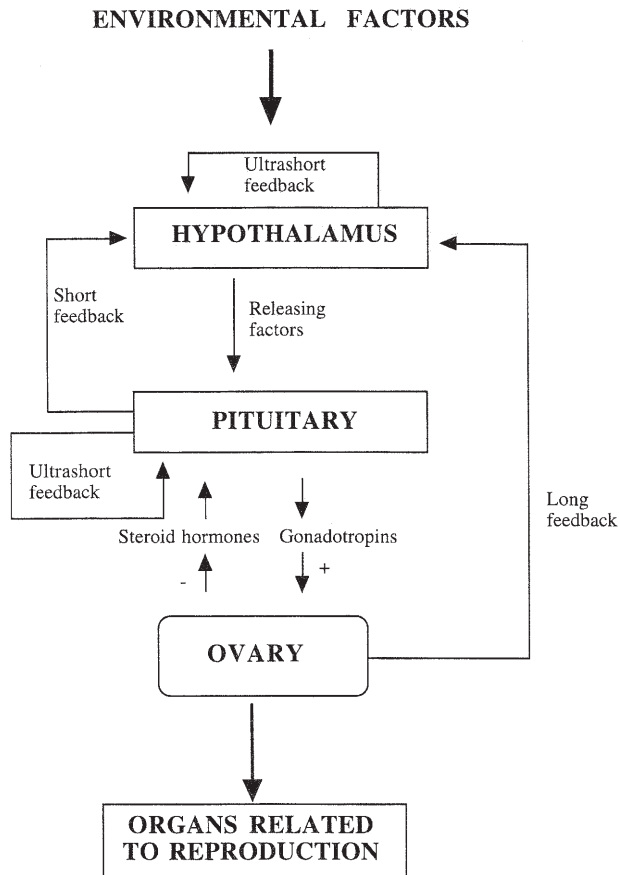 ENVIRONMENTAL FACTORS
Ultrashort
feedback
HYPOTHALAMUS
Short
feedback
Releasing
factors
PITUITARY
Ultrashort
feedback
Long
feedback
Steroid hormones Gonadotropins
- +
OVARY
ORGANS RELATED
TO REPRODUCTION